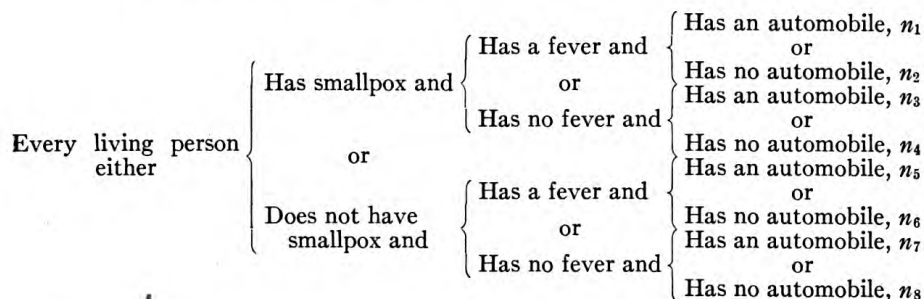 Has an automobile, n₁
Has a fever and
or
Has no automobile, n₂
Has smallpox and
or
Has an automobile, n₃
Has no fever and
or
Has no automobile, n₄
Every living person
either
or
Has an automobile, n₅
Has a fever and
or
Has no automobile, n₆
Does not have
smallpox and
or
Has an automobile, n₇
Has no fever and
or
Has no automobile, n₈